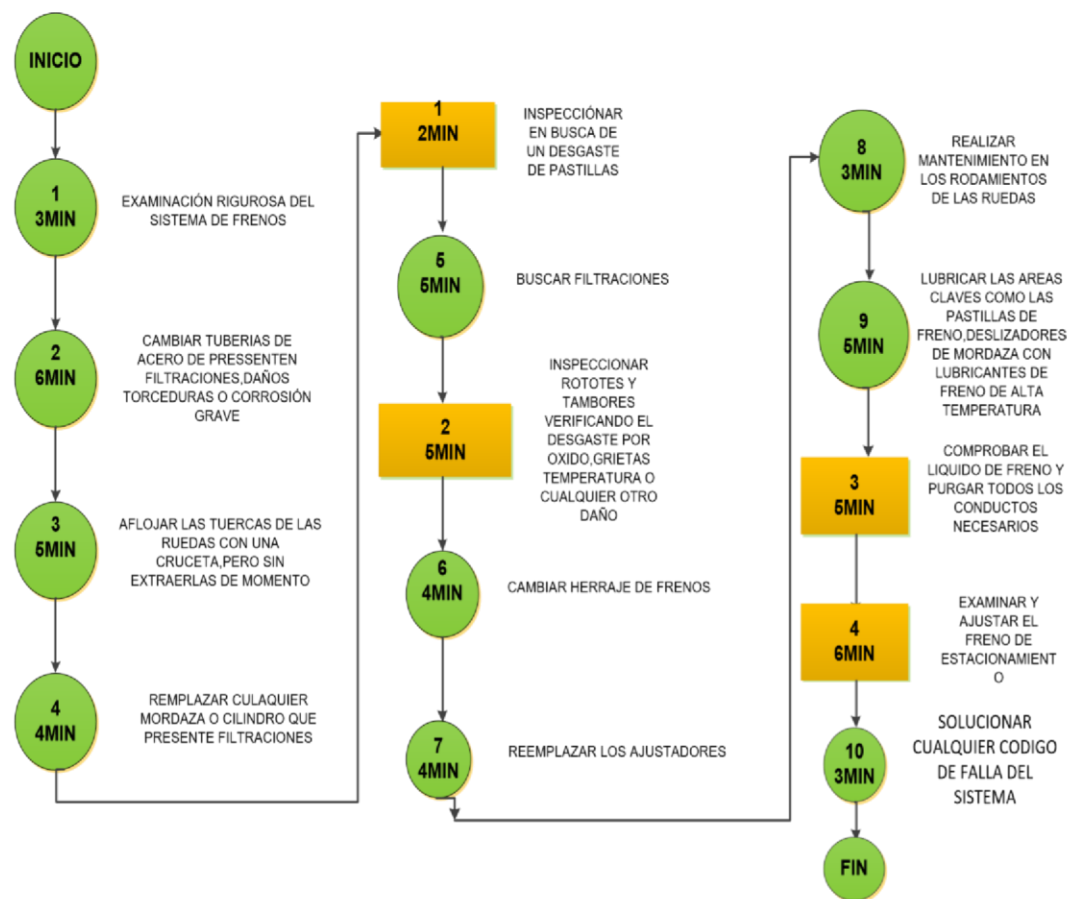 INICIO
1
3MIN
EXAMINACIÓN RIGUROSA DEL
SISTEMA DE FRENOS
2
6MIN
CAMBIAR TUBERIAS DE
ACERO DE PRESSENTEN
FILTRACIONES,DAÑOS
TORCEDURAS O CORROSIÓN
GRAVE
3
5MIN
AFLOJAR LAS TUERCAS DE LAS
RUEDAS CON UNA
CRUCETA,PERO SIN
EXTRAERLAS DE MOMENTO
4
4MIN
REMPLAZAR CULAQUIER
MORDAZA O CILINDRO QUE
PRESENTE FILTRACIONES
1
2MIN
INSPECCIÓNAR
EN BUSCA DE
UN DESGASTE
DE PASTILLAS
5
5MIN
BUSCAR FILTRACIONES
2
5MIN
INSPECCIONAR
ROTOTES Y
TAMBORES
VERIFICANDO EL
DESGASTE POR
OXIDO,GRIETAS
TEMPERATURA O
CUALQUIER OTRO
DAÑO
6
4MIN
CAMBIAR HERRAJE DE FRENOS
7
4MIN
REEMPLAZAR LOS AJUSTADORES
8
3MIN
REALIZAR
MANTENIMIENTO EN
LOS RODAMIENTOS
DE LAS RUEDAS
9
5MIN
LUBRICAR LAS AREAS
CLAVES COMO LAS
PASTILLAS DE
FRENO,DESLIZADORES
DE MORDAZA CON
LUBRICANTES DE
FRENO DE ALTA
TEMPERATURA
3
5MIN
COMPROBAR EL
LIQUIDO DE FRENO Y
PURGAR TODOS LOS
CONDUCTOS
NECESARIOS
4
6MIN
EXAMINAR Y
AJUSTAR EL
FRENO DE
ESTACIONAMIENT
O
10
3MIN
SOLUCIONAR
CUALQUIER CODIGO
DE FALLA DEL
SISTEMA
FIN